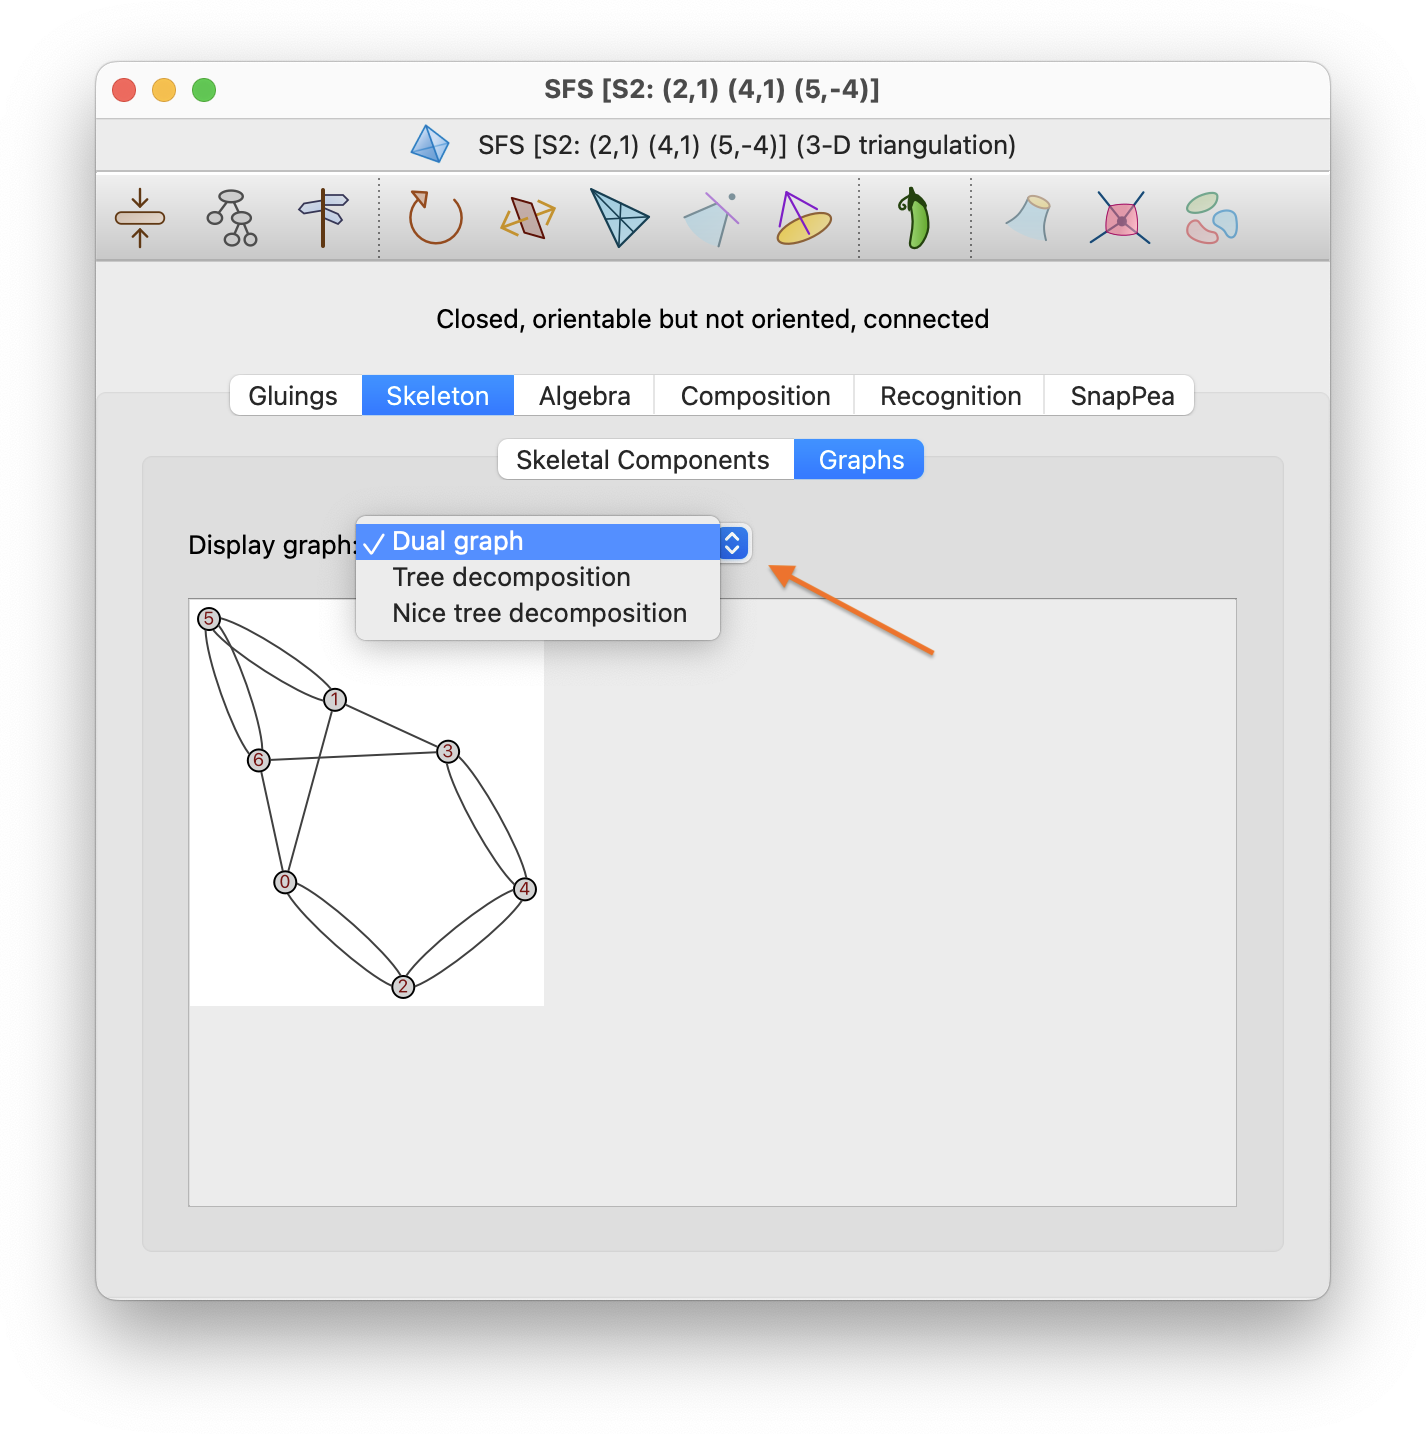 SFS [S2: (2,1) (4,1) (5,-4)]
SFS [S2: (2,1) (4,1) (5,-4)] (3-D triangulation)
Closed, orientable but not oriented, connected
Gluings Skeleton Algebra Composition Recognition SnapPea
Skeletal Components Graphs
Display graph: ✓ Dual graph
Tree decomposition
Nice tree decomposition
5
1
3
6
0
4
2